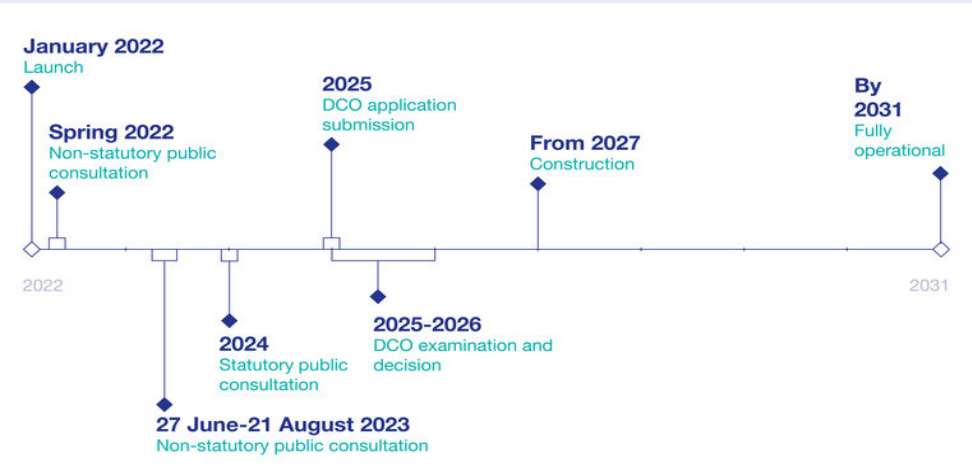 January 2022
Launch
Spring 2022
Non-statutory public
consultation
2025
DCO application
submission
From 2027
Construction
By
2031
Fully
operational
2022
2031
2024
Statutory public
consultation
2025-2026
DCO examination and
decision
27 June-21 August 2023
Non-statutory public consultation